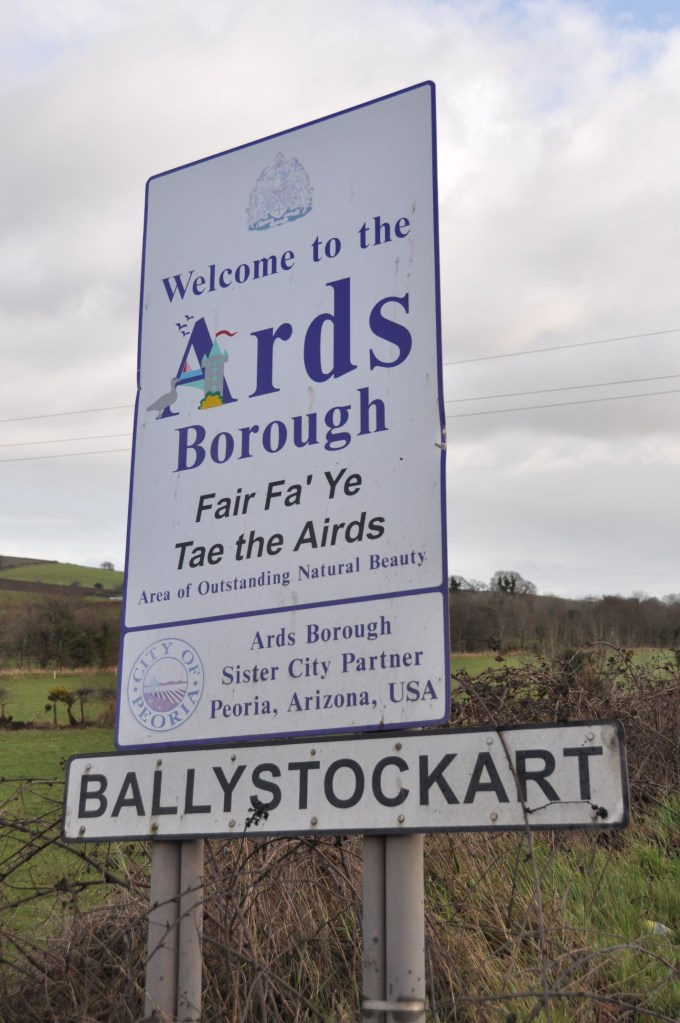 Welcome to the
Ards
Borough
Fair Fa' Ye
Tae the Airds
Area of Outstanding Natural Beauty
CITY OF
PEORIA
Ards Borough
Sister City Partner
Peoria, Arizona, USA
BALLYSTOCKART